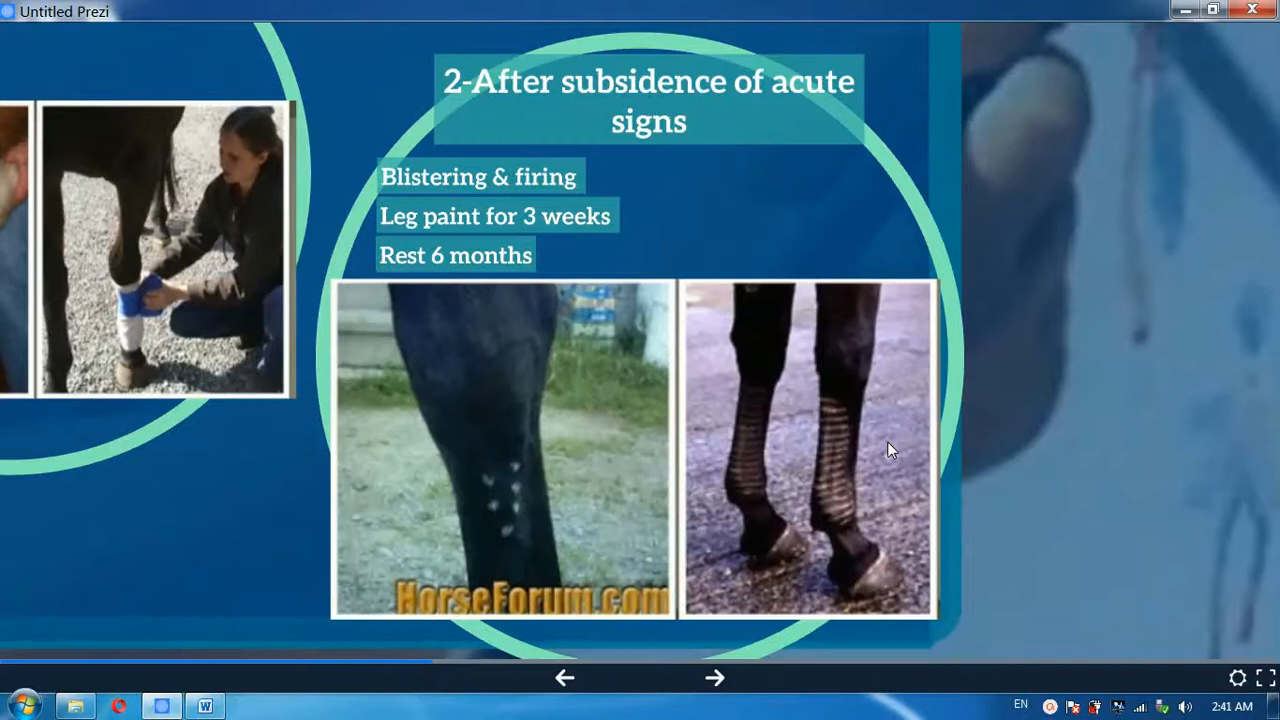 Untitled Prezi
2-After subsidence of acute
signs
Blistering & firing
Leg paint for 3 weeks
Rest 6 months
HorseForum.com
EN
2:41 AM